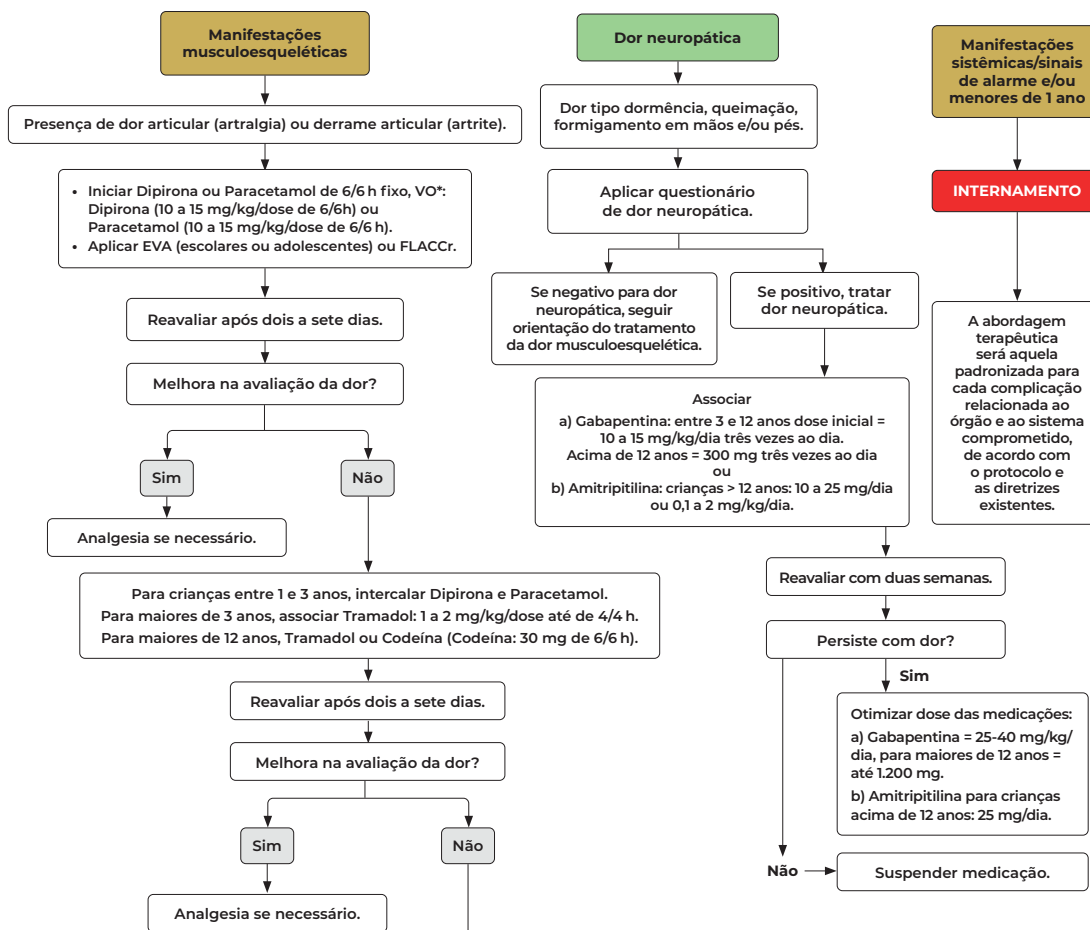 Manifestações
musculoesqueléticas
Presença de dor articular (artralgia) ou derrame articular (artrite).
• Iniciar Dipirona ou Paracetamol de 6/6 h fixo, VO*:
Dipirona (10 a 15 mg/kg/dose de 6/6h) ou
Paracetamol (10 a 15 mg/kg/dose de 6/6 h).
• Aplicar EVA (escolares ou adolescentes) ou FLACCr.
Reavaliar após dois a sete dias.
Melhora na avaliação da dor?
Sim
Não
Analgesia se necessário.
Para crianças entre 1 e 3 anos, intercalar Dipirona e Paracetamol.
Para maiores de 3 anos, associar Tramadol: 1 a 2 mg/kg/dose até de 4/4 h.
Para maiores de 12 anos, Tramadol ou Codeína (Codeína: 30 mg de 6/6 h).
Reavaliar após dois a sete dias.
Melhora na avaliação da dor?
Sim
Não
Analgesia se necessário.
Dor neuropática
Dor tipo dormência, queimação,
formigamento em mãos e/ou pés.
Aplicar questionário
de dor neuropática.
Se negativo para dor
neuropática, seguir
orientação do tratamento
da dor musculoesquelética.
Se positivo, tratar
dor neuropática.
Associar
a) Gabapentina: entre 3 e 12 anos dose inicial =
10 a 15 mg/kg/dia três vezes ao dia.
Acima de 12 anos = 300 mg três vezes ao dia
ou
b) Amitripitilina: crianças > 12 anos: 10 a 25 mg/dia
ou 0,1 a 2 mg/kg/dia.
Reavaliar com duas semanas.
Persiste com dor?
Sim
Otimizar dose das medicações:
a) Gabapentina = 25-40 mg/kg/
dia, para maiores de 12 anos =
até 1.200 mg.
b) Amitripitilina para crianças
acima de 12 anos: 25 mg/dia.
Não
Suspender medicação.
Manifestações
sistêmicas/sinais
de alarme e/ou
menores de 1 ano
INTERNAMENTO
A abordagem
terapêutica
será aquela
padronizada para
cada complicação
relacionada ao
órgão e ao sistema
comprometido,
de acordo com
o protocolo e
as diretrizes
existentes.